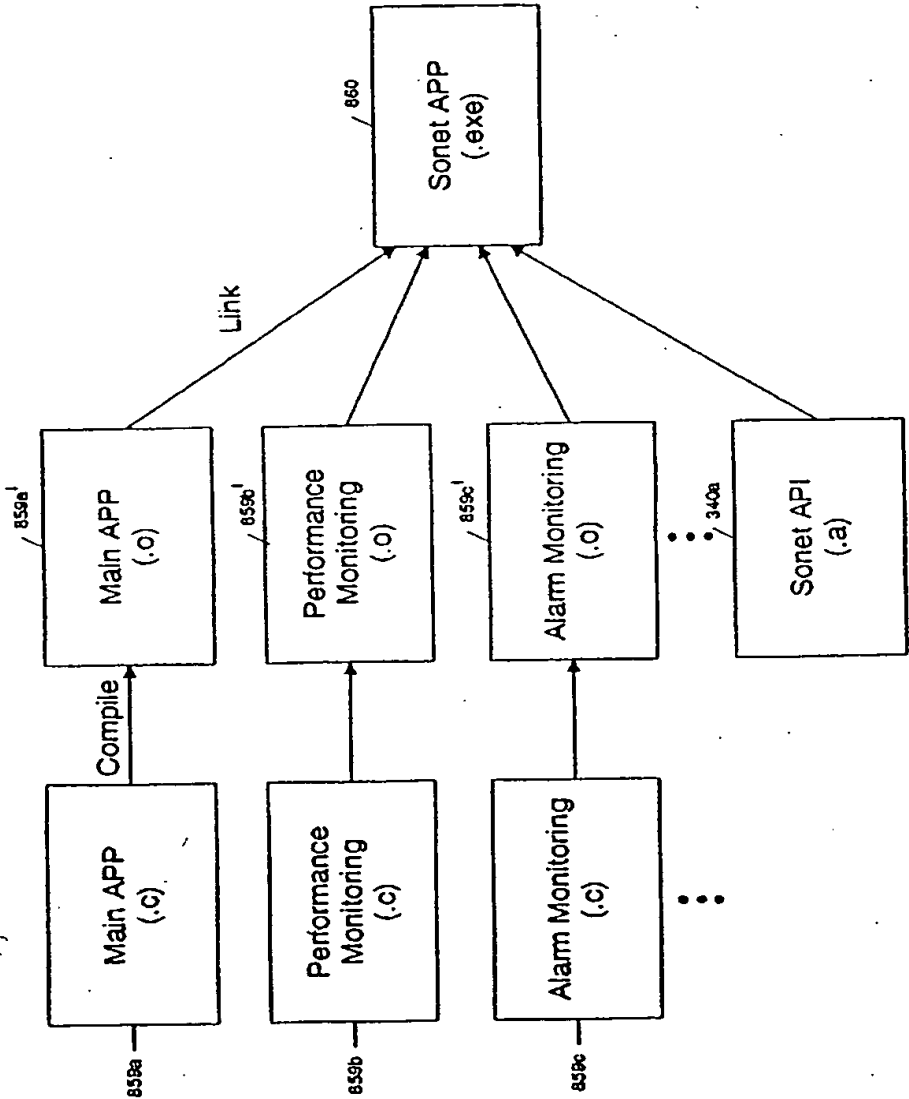 859a
Main APP
(.c)
Compile
859a'
Main APP
(.o)
Link
859b
Performance
Monitoring
(.c)
859b'
Performance
Monitoring
(.o)
859c
Alarm Monitoring
(.c)
859c'
Alarm Monitoring
(.o)
340a
Sonet API
(.a)
860
Sonet APP
(.exe)